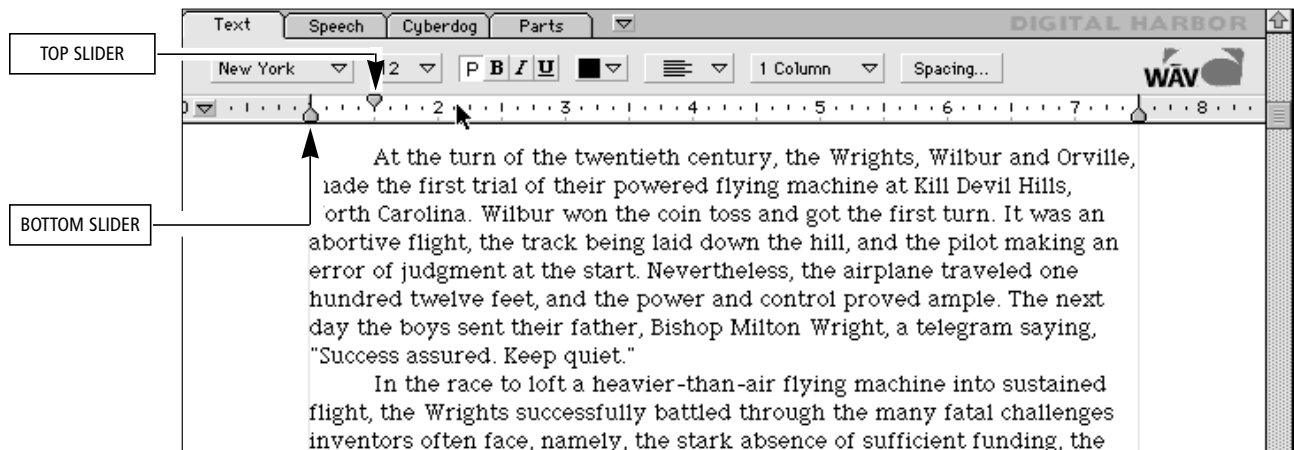 Text Speech Cyberdog Parts DIGITAL HARBOR
TOP SLIDER
New York 12 P B I U 1 Column Spacing... WĀV
0 2 3 4 5 6 7 8
At the turn of the twentieth century, the Wrights, Wilbur and Orville,
made the first trial of their powered flying machine at Kill Devil Hills,
North Carolina. Wilbur won the coin toss and got the first turn. It was an
BOTTOM SLIDER
abortive flight, the track being laid down the hill, and the pilot making an
error of judgment at the start. Nevertheless, the airplane traveled one
hundred twelve feet, and the power and control proved ample. The next
day the boys sent their father, Bishop Milton Wright, a telegram saying,
"Success assured. Keep quiet."
In the race to loft a heavier-than-air flying machine into sustained
flight, the Wrights successfully battled through the many fatal challenges
inventors often face, namely, the stark absence of sufficient funding, the